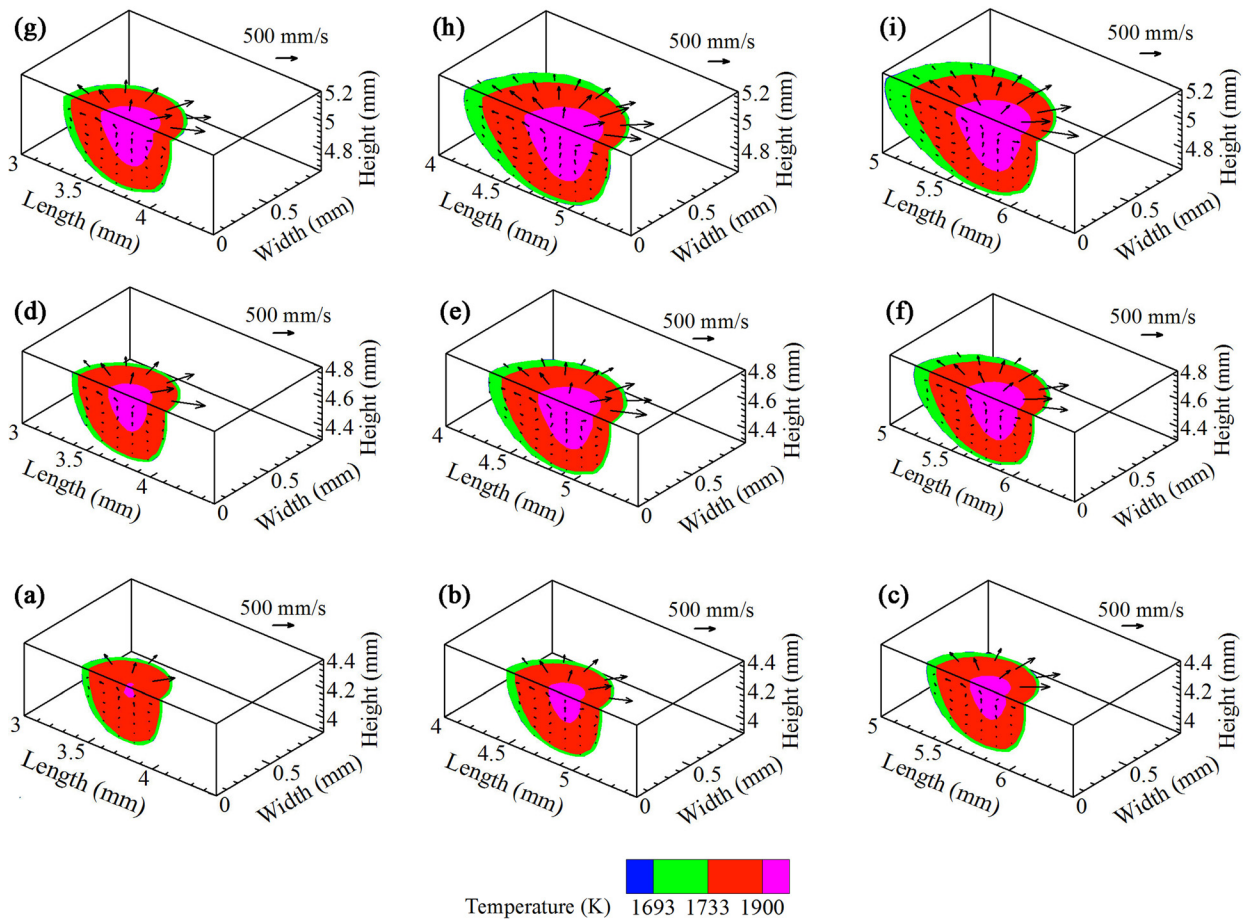 (g)
500 mm/s
5.2
5
4.8
Height (mm)
3
3.5
4
Length (mm)
0
0.5
Width (mm)
(h)
500 mm/s
5.2
5
4.8
Height (mm)
4
4.5
5
Length (mm)
0
0.5
Width (mm)
(i)
500 mm/s
5.2
5
4.8
Height (mm)
5
5.5
6
Length (mm)
0
0.5
Width (mm)
(d)
500 mm/s
4.8
4.6
4.4
Height (mm)
3
3.5
4
Length (mm)
0
0.5
Width (mm)
(e)
500 mm/s
4.8
4.6
4.4
Height (mm)
4
4.5
5
Length (mm)
0
0.5
Width (mm)
(f)
500 mm/s
4.8
4.6
4.4
Height (mm)
5
5.5
6
Length (mm)
0
0.5
Width (mm)
(a)
500 mm/s
4.4
4.2
4
Height (mm)
3
3.5
4
Length (mm)
0
0.5
Width (mm)
(b)
500 mm/s
4.4
4.2
4
Height (mm)
4
4.5
5
Length (mm)
0
0.5
Width (mm)
(c)
500 mm/s
4.4
4.2
4
Height (mm)
5
5.5
6
Length (mm)
0
0.5
Width (mm)
Temperature (K) 1693 1733 1900